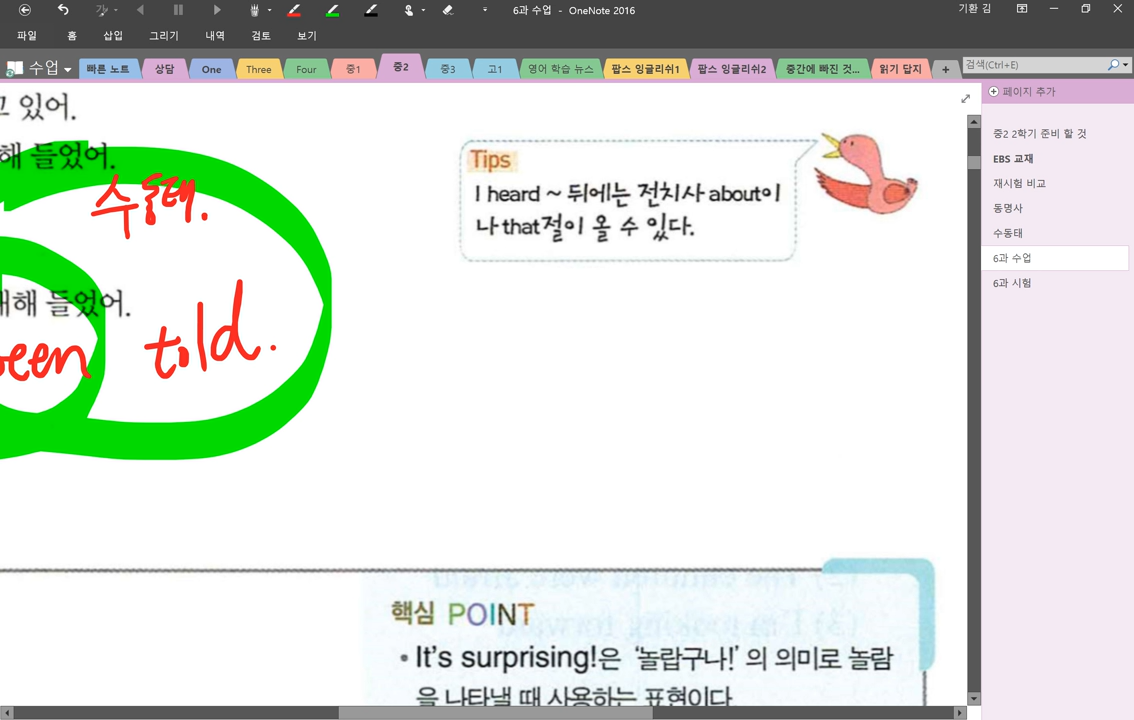 6과 수업 - OneNote 2016
기환 김
파일 홈 삽입 그리기 내역 검토 보기
수업 빠른 노트 상담 One Three Four 중1 중2 중3 고1 영어 학습 뉴스 팝스 잉글리쉬1 팝스 잉글리쉬2 중간에 빠진 것... 읽기 답지 +
검색(Ctrl+E)
페이지 추가
중2 2학기 준비 할 것
EBS 교재
재시험 비교
동명사
수동태
6과 수업
6과 시험
고 있어.
해 들었어.
수동태.
대해 들었어.
been told.
Tips
I heard ~ 뒤에는 전치사 about이
나 that절이 올 수 있다.
핵심 POINT
• It's surprising!은 '놀랍구나!'의 의미로 놀람
을 나타낼 때 사용하는 표현이다